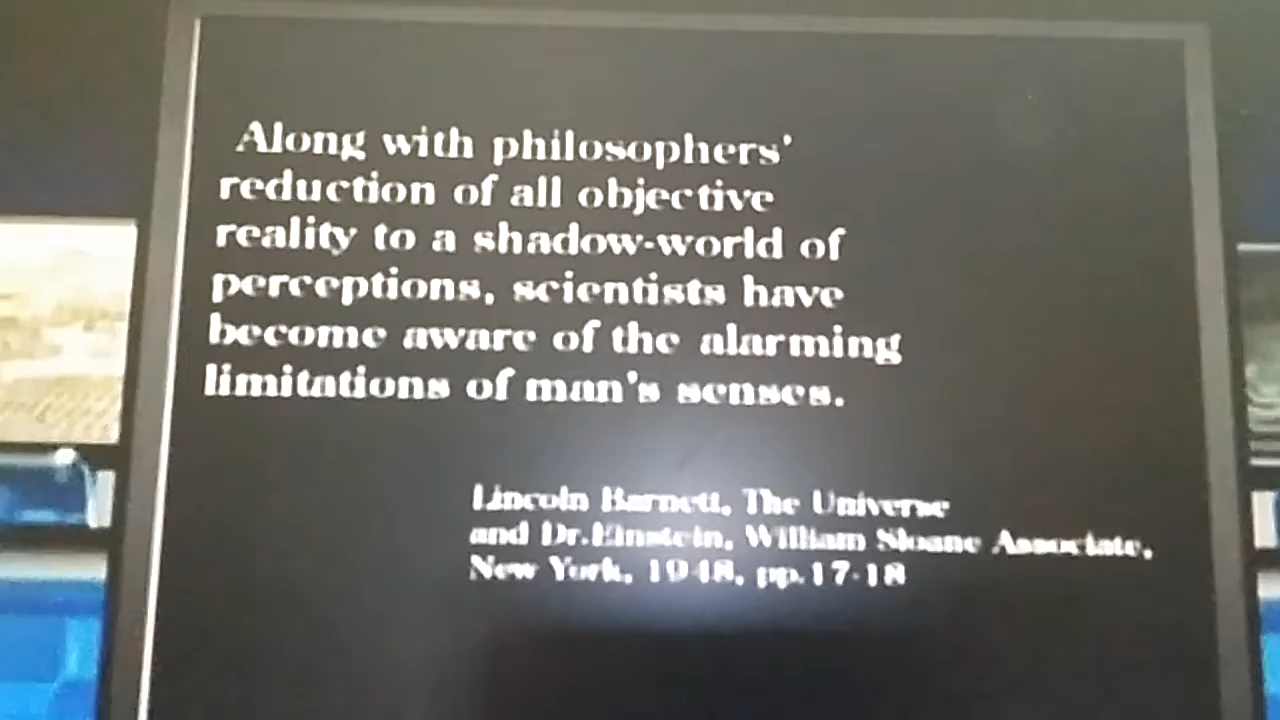 Along with philosophers'
reduction of all objective
reality to a shadow-world of
perceptions, scientists have
become aware of the alarming
limitations of man's senses.
Lincoln Barnett, The Universe
and Dr.Einstein, William Sloane Associate,
New York, 1948, pp.17-18